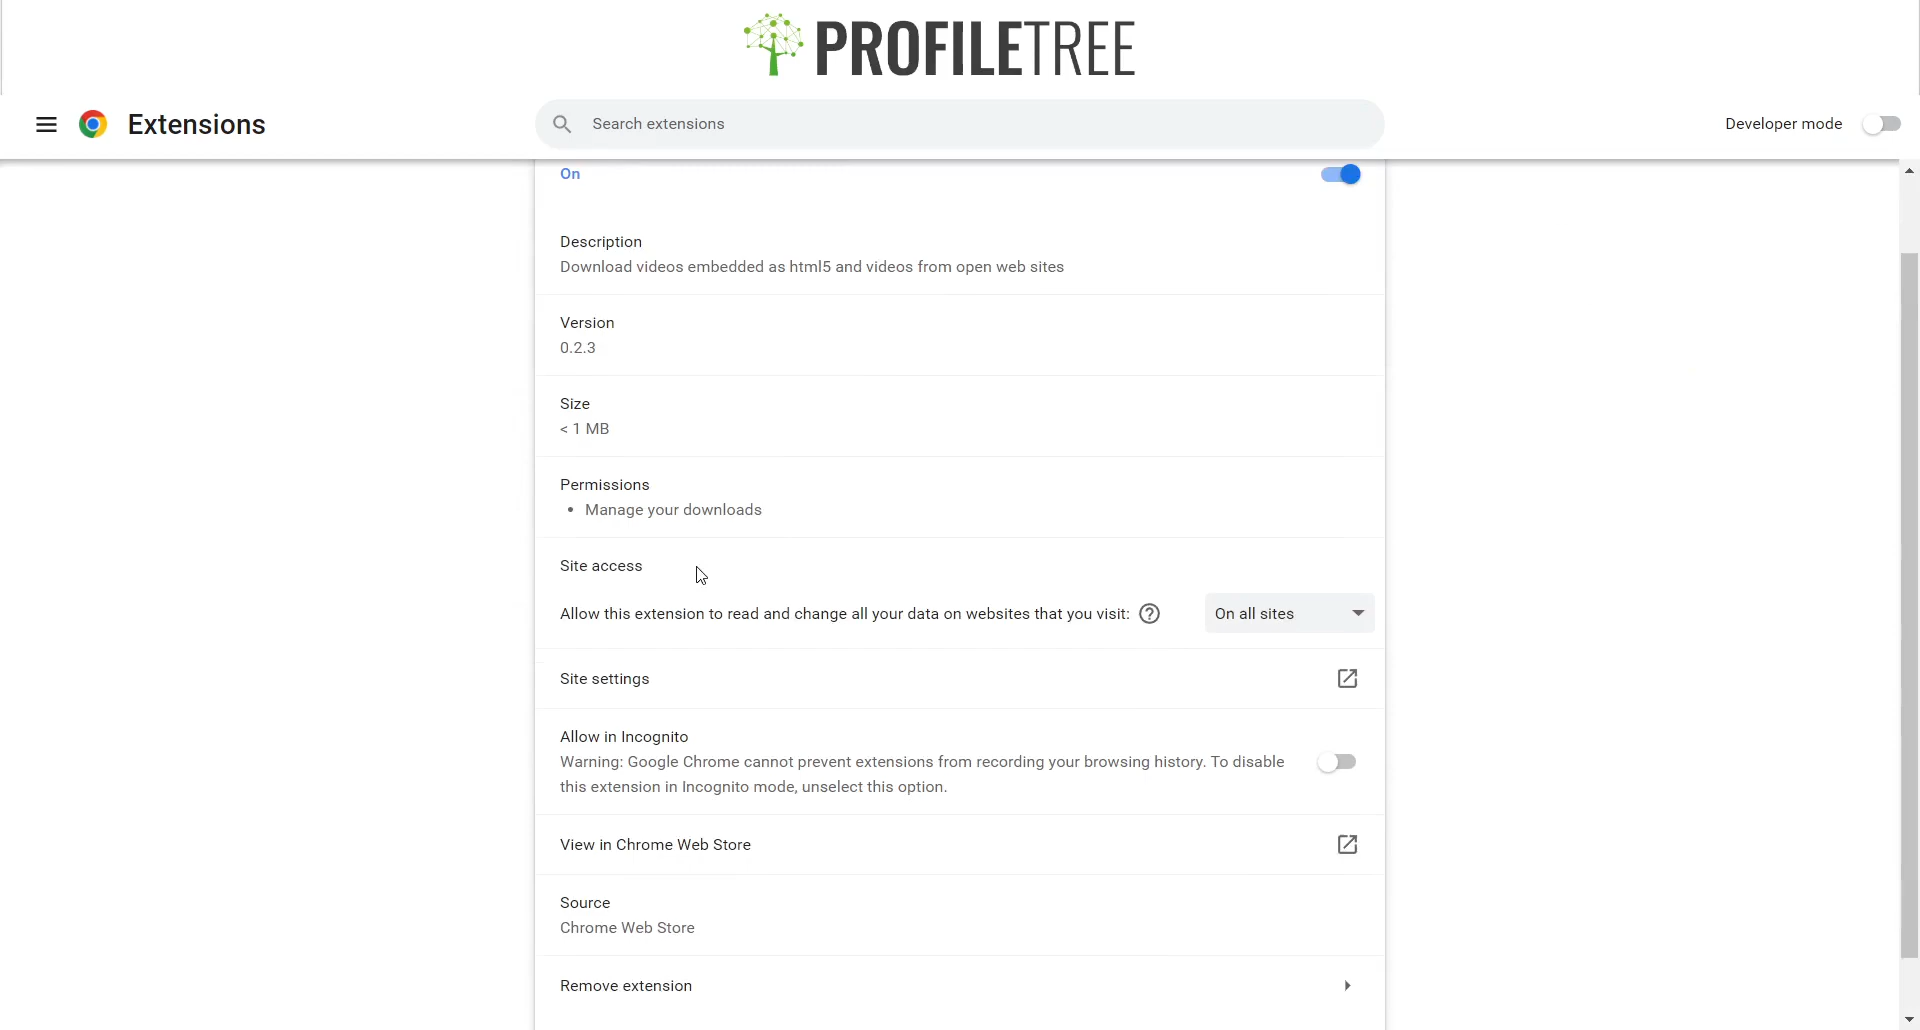 PROFILETREE
Extensions
Search extensions
Developer mode
On
Description
Download videos embedded as html5 and videos from open web sites
Version
0.2.3
Size
< 1 MB
Permissions
• Manage your downloads
Site access
Allow this extension to read and change all your data on websites that you visit:
On all sites
Site settings
Allow in Incognito
Warning: Google Chrome cannot prevent extensions from recording your browsing history. To disable
this extension in Incognito mode, unselect this option.
View in Chrome Web Store
Source
Chrome Web Store
Remove extension